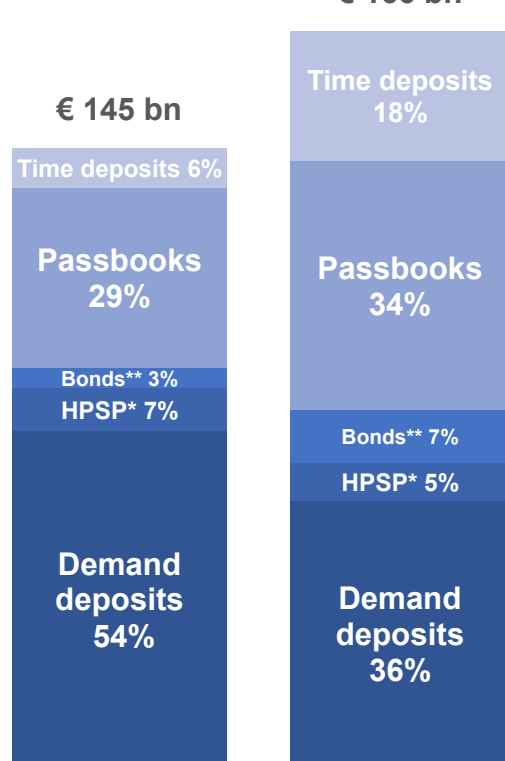 € 145 bn
Time deposits 6%
Passbooks
29%
Bonds** 3%
HPSP* 7%
Demand
deposits
54%
Time deposits
18%
Passbooks
34%
Bonds** 7%
HPSP* 5%
Demand
deposits
36%